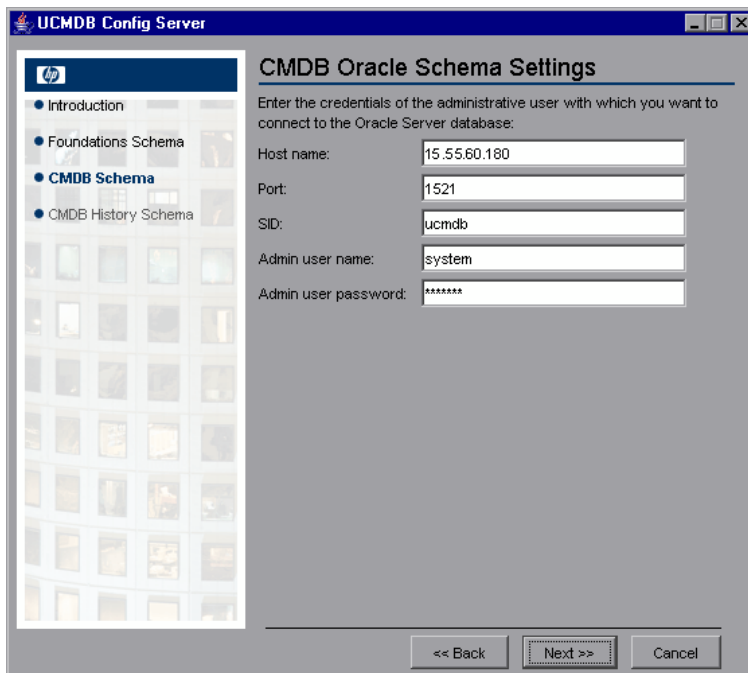 UCMDB Config Server
hp
Introduction
Foundations Schema
CMDB Schema
CMDB History Schema
CMDB Oracle Schema Settings
Enter the credentials of the administrative user with which you want to
connect to the Oracle Server database:
Host name: 15.55.60.180
Port: 1521
SID: ucmdb
Admin user name: system
Admin user password: *******
<< Back Next >> Cancel